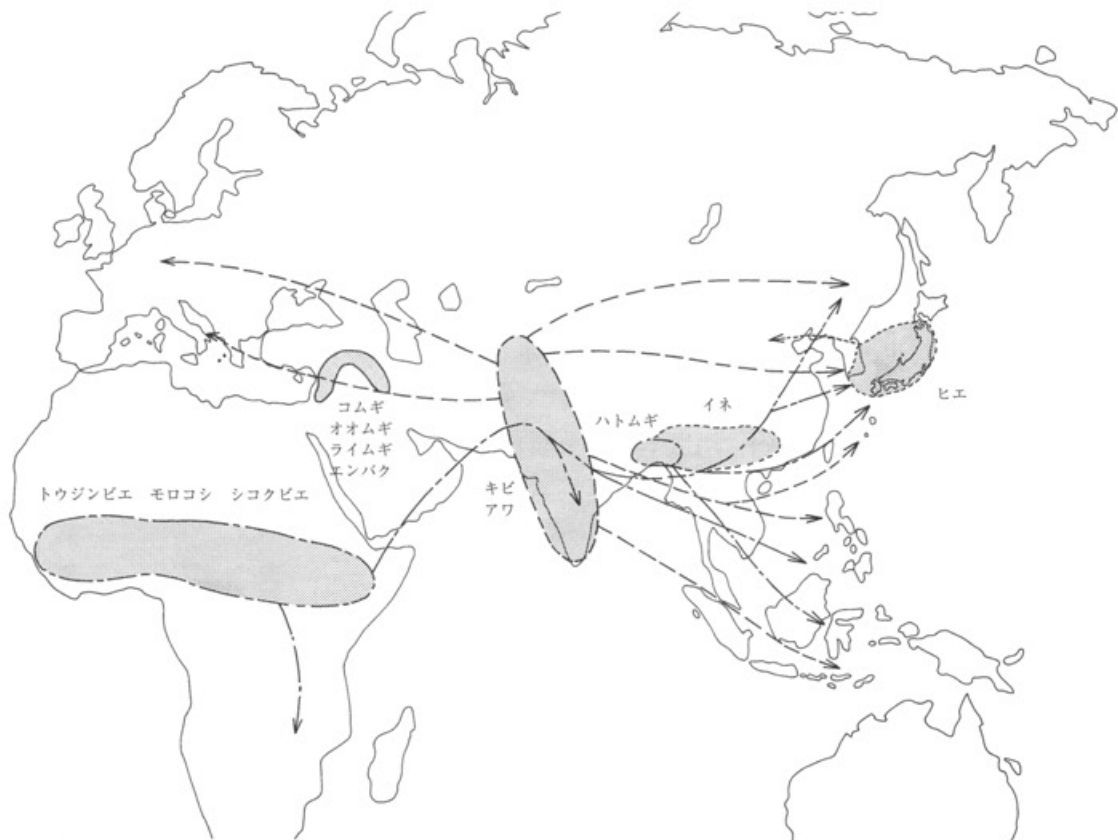 コムギ
オオムギ
ライムギ
エンバク
トウジンビエ モロコシ シコクビエ
キビ
アワ
ハトムギ
イネ
ヒエ